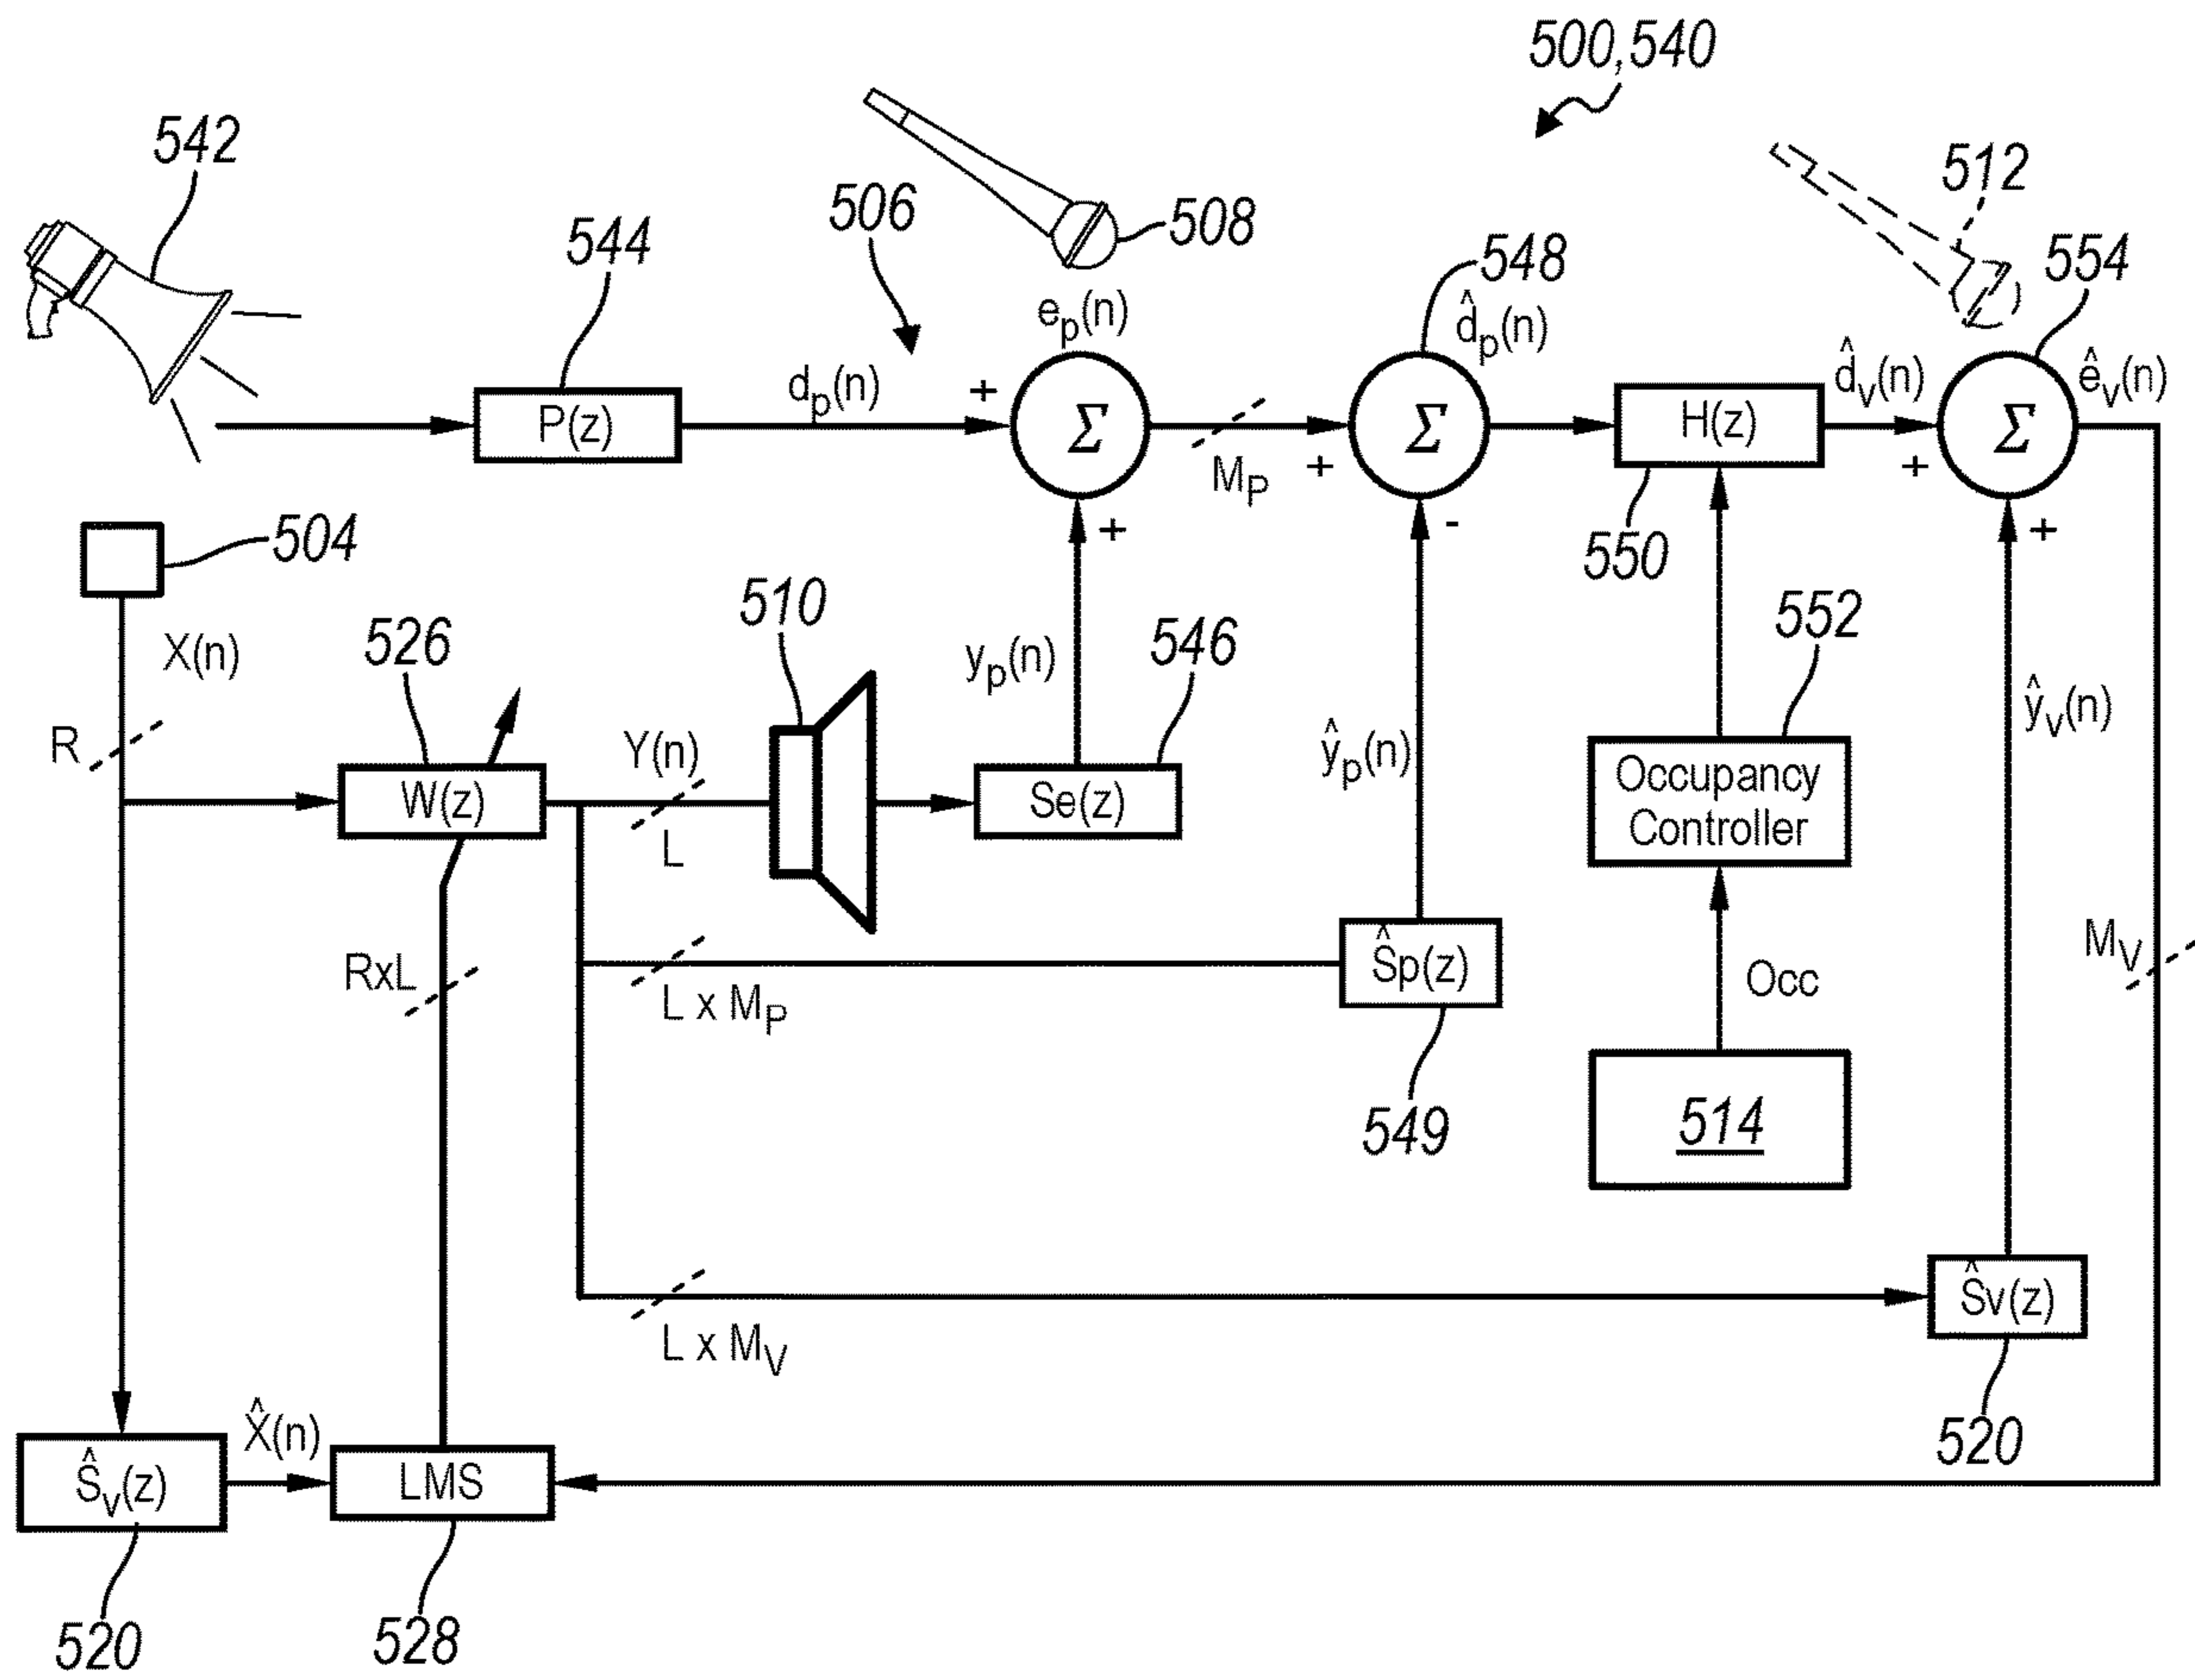 500,540
542
512
544
506
508
548
554
e_p(n)
d̂_p(n)
d_p(n)
d̂_v(n)
ê_v(n)
+
P(z)
Σ
Σ
H(z)
Σ
M_P
+
+
504
+
-
+
550
510
552
X(n)
526
y_p(n)
546
ŷ_v(n)
R
Y(n)
ŷ_p(n)
W(z)
Se(z)
Occupancy
Controller
L
RxL
Ŝp(z)
M_V
L x M_P
Occ
549
514
Ŝv(z)
L x M_V
X̂(n)
520
Ŝ_v(z)
LMS
520
528